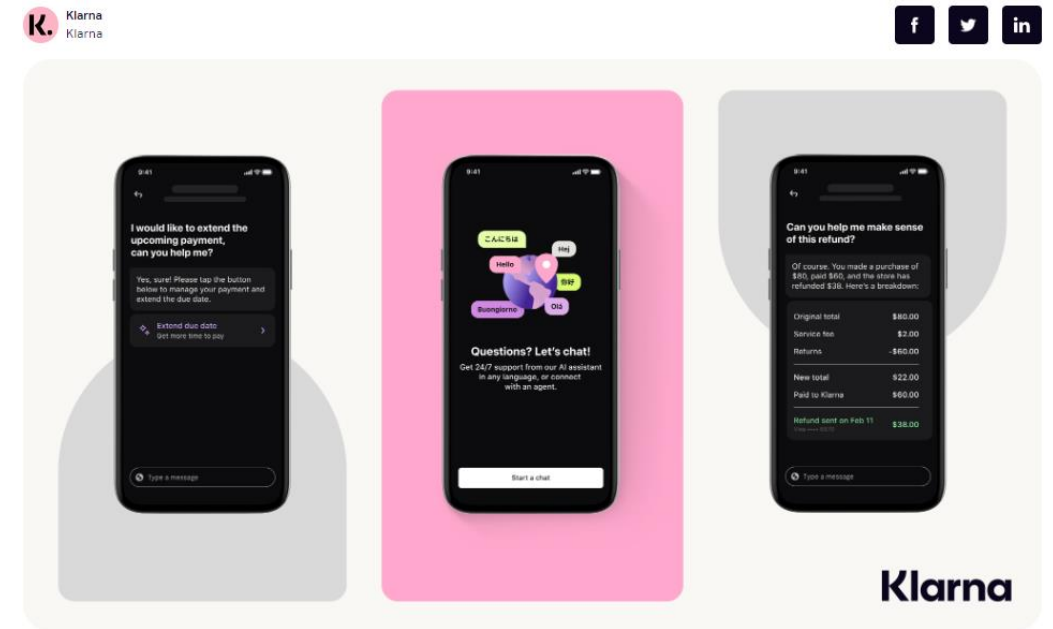 K.
Klarna
Klarna
f
in
9:41
I would like to extend the
upcoming payment,
can you help me?
Yes, sure! Please tap the button
below to manage your payment and
extend the due date.
Extend due date
Get more time to pay
Type a message
9:41
こんにちは
Hej
Hello
你好
Buongiorno
Olá
Questions? Let's chat!
Get 24/7 support from our AI assistant
in any language, or connect
with an agent.
Start a chat
9:41
Can you help me make sense
of this refund?
Of course. You made a purchase of
$80, paid $60, and the store has
refunded $38. Here's a breakdown:
Original total $80.00
Service fee $2.00
Returns -$60.00
New total $22.00
Paid to Klarna $60.00
Refund sent on Feb 11 $38.00
Type a message
Klarna